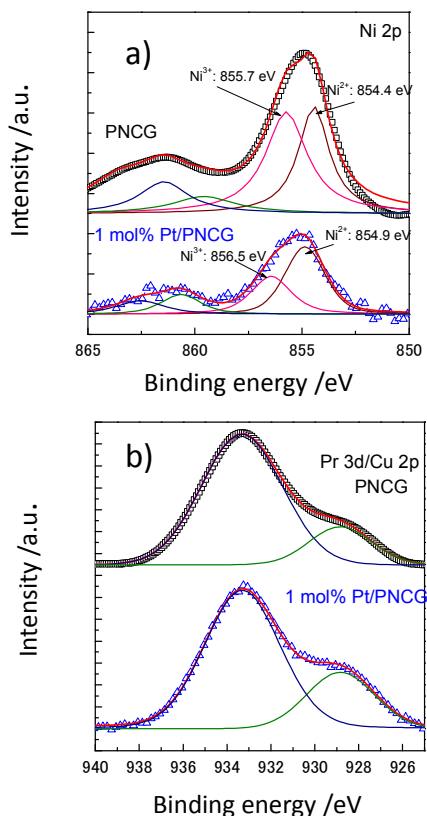 a)
Ni 2p
Ni³⁺: 855.7 eV
Ni²⁺: 854.4 eV
PNCG
1 mol% Pt/PNCG
Ni²⁺: 854.9 eV
Ni³⁺: 856.5 eV
Intensity /a.u.
865 860 855 850
Binding energy /eV
b)
Pr 3d/Cu 2p
PNCG
1 mol% Pt/PNCG
Intensity /a.u.
940 938 936 934 932 930 928 926
Binding energy /eV